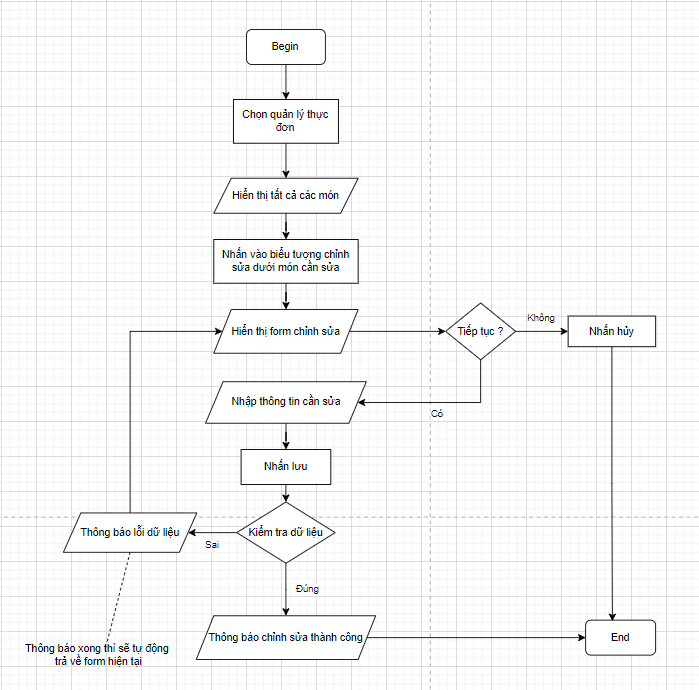 Begin
Chọn quản lý thực
đơn
Hiển thị tất cả các món
Nhấn vào biểu tượng chỉnh
sửa dưới món cần sửa
Hiển thị form chỉnh sửa
Tiếp tục ?
Không
Nhấn hủy
Có
Nhập thông tin cần sửa
Nhấn lưu
Kiểm tra dữ liệu
Sai
Thông báo lỗi dữ liệu
Đúng
Thông báo chỉnh sửa thành công
End
Thông báo xong thì sẽ tự động
trả về form hiện tại